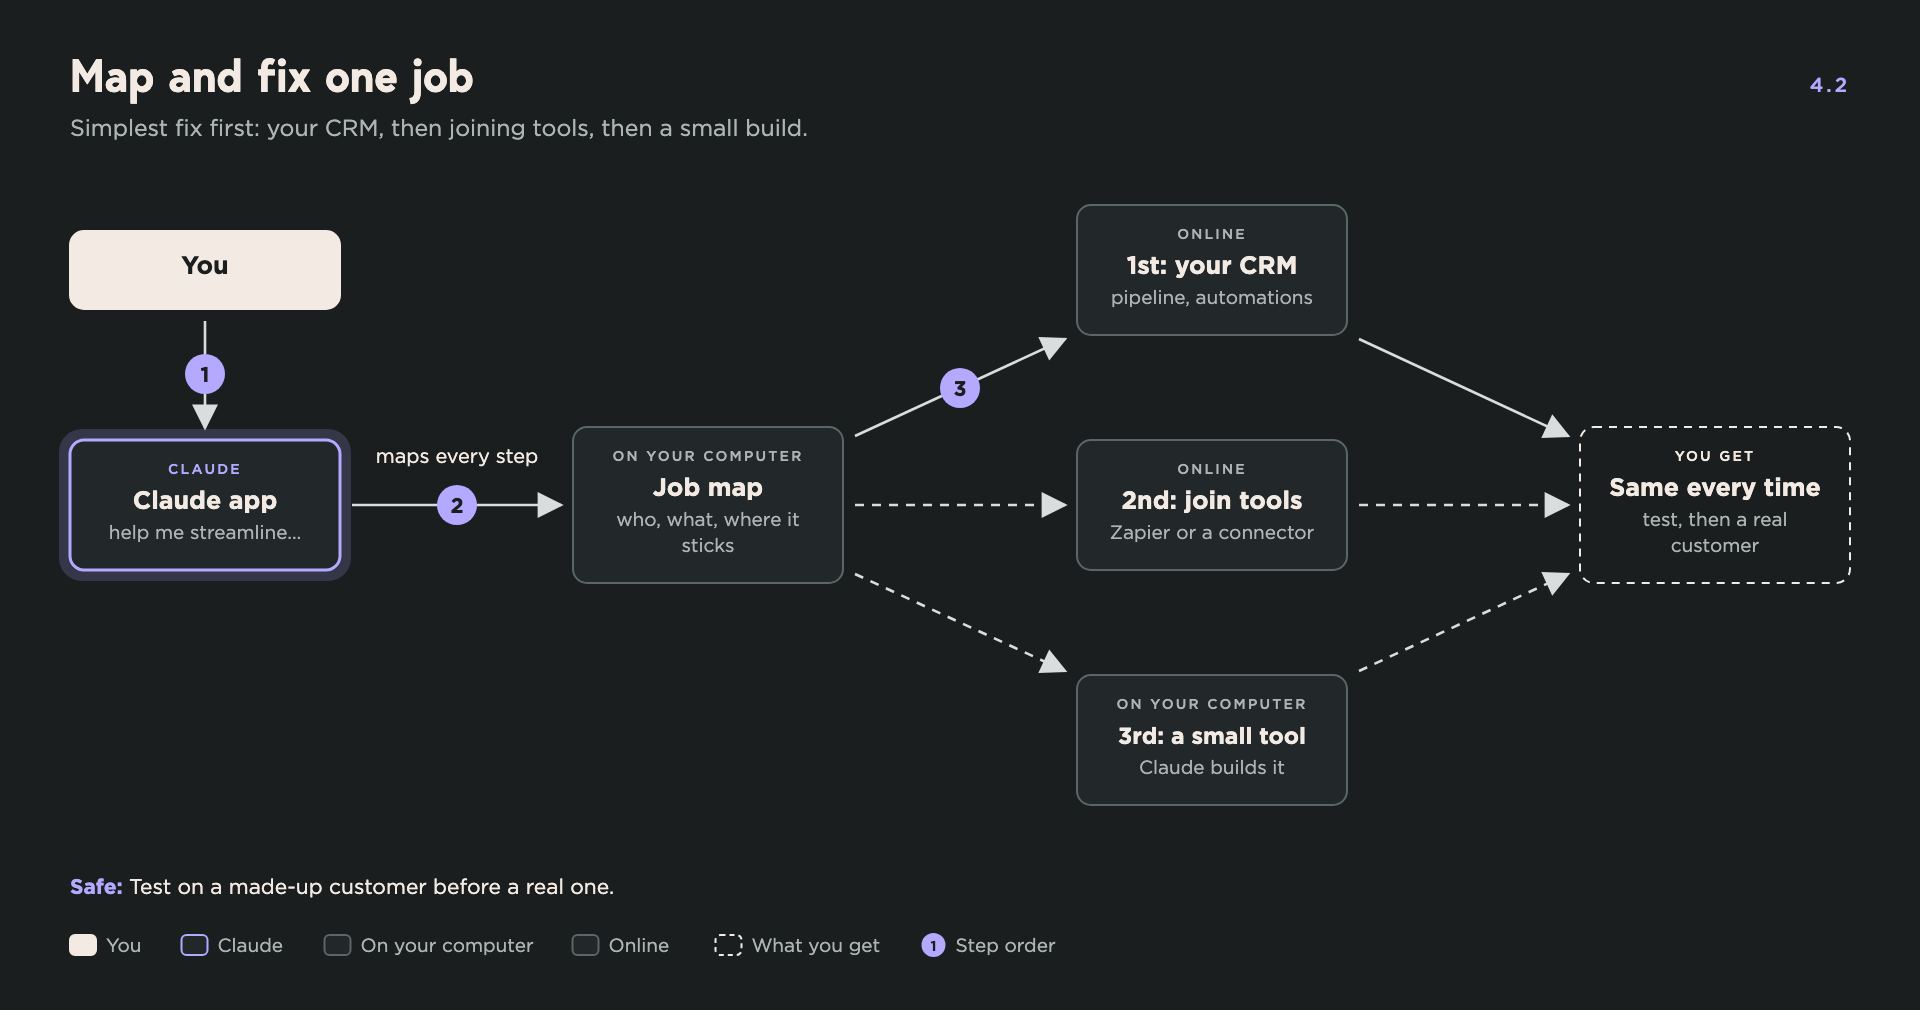 Map and fix one job
4.2
Simplest fix first: your CRM, then joining tools, then a small build.
You
1
CLAUDE
Claude app
help me streamline...
maps every step
2
ON YOUR COMPUTER
Job map
who, what, where it
sticks
3
ONLINE
1st: your CRM
pipeline, automations
ONLINE
2nd: join tools
Zapier or a connector
ON YOUR COMPUTER
3rd: a small tool
Claude builds it
YOU GET
Same every time
test, then a real
customer
Safe: Test on a made-up customer before a real one.
You
Claude
On your computer
Online
What you get
1 Step order